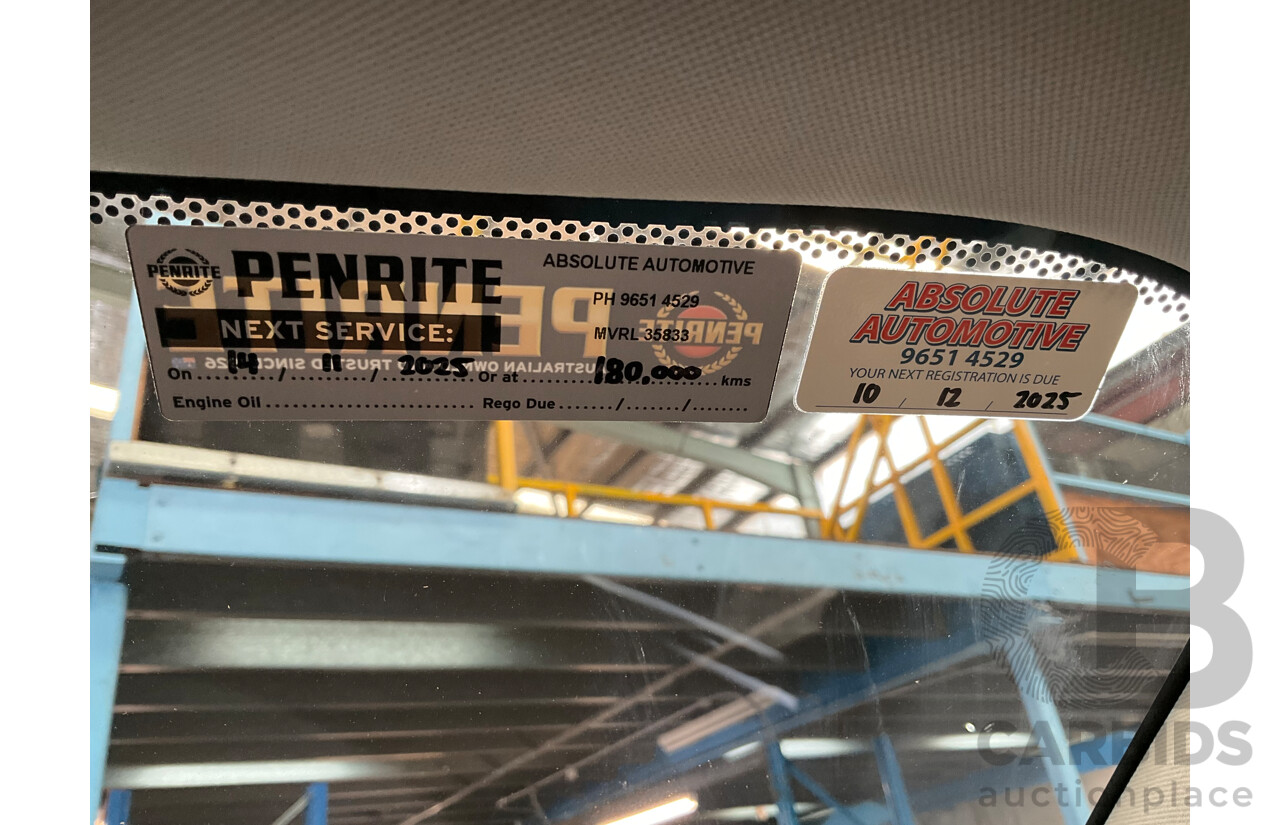 PENRITE
PENRITE
ABSOLUTE AUTOMOTIVE
PH 9651 4529
NEXT SERVICE:
MVRL 35833
On 14 / 11 / 2025 Or at 180,000 kms
Engine Oil Rego Due / /
ABSOLUTE
AUTOMOTIVE
9651 4529
YOUR NEXT REGISTRATION IS DUE
10 / 12 / 2025
CARBIDS
auctionplace